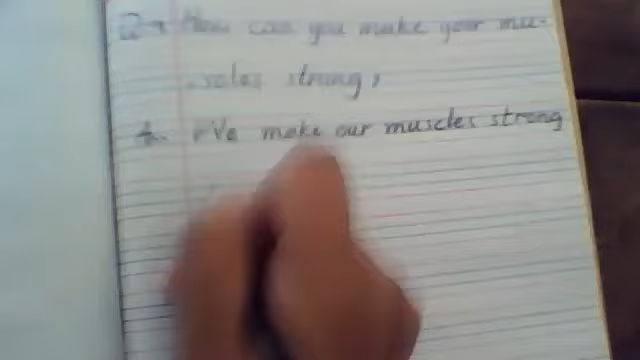 Q→ How can you make your mu-
scles strong,
A→ We make our muscles strong